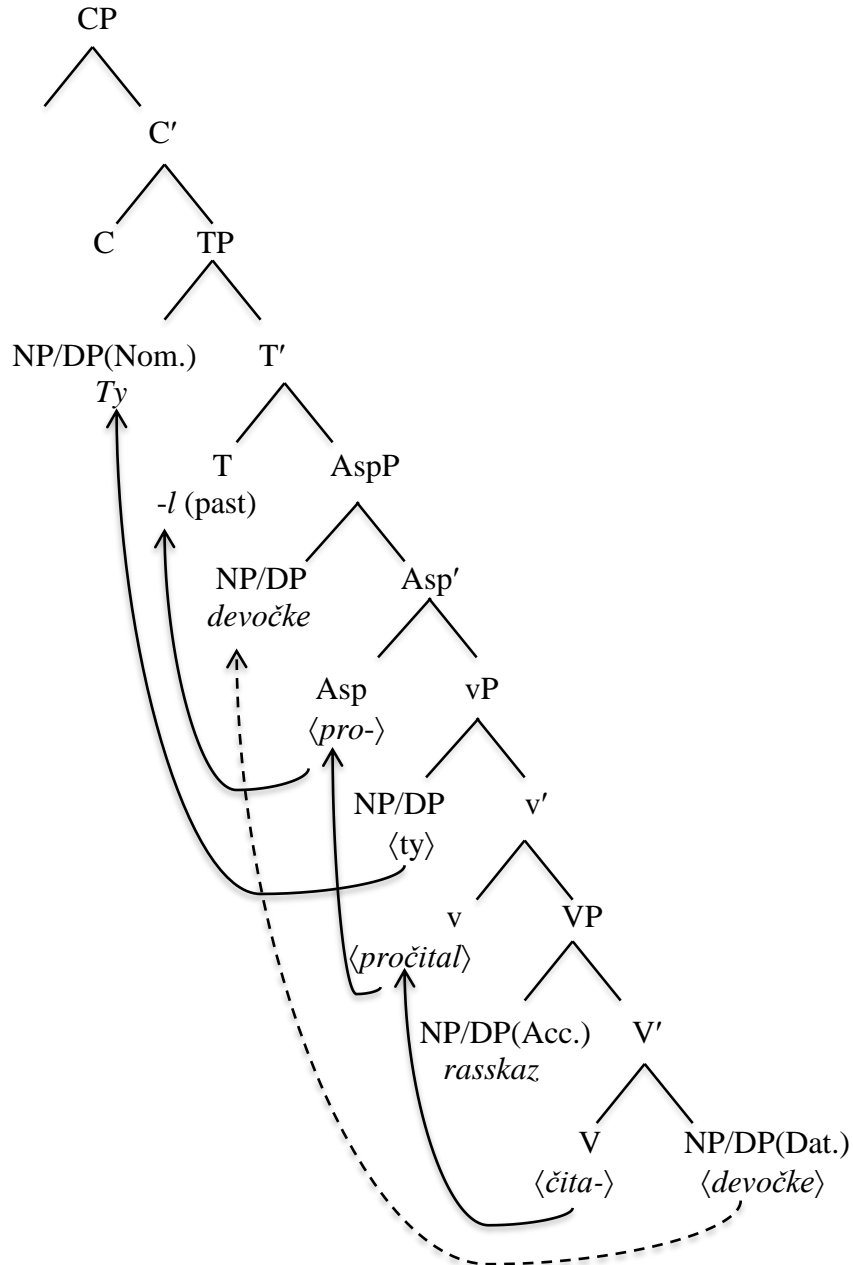 CP
C′
C TP
NP/DP(Nom.) T′
Ty
T AspP
-l (past)
NP/DP Asp′
devočke
Asp vP
⟨pro-⟩
NP/DP v′
⟨ty⟩
v VP
⟨pročital⟩
NP/DP(Acc.) V′
rasskaz
V NP/DP(Dat.)
⟨čita-⟩ ⟨devočke⟩